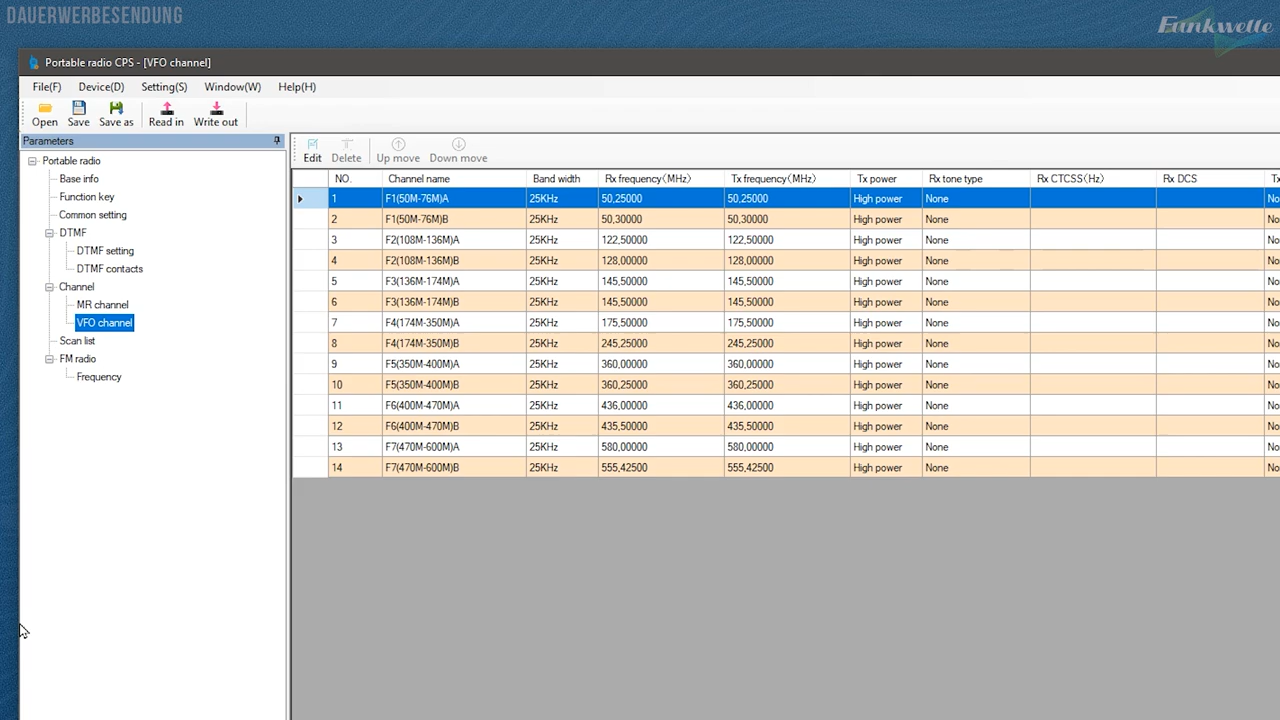 DAUERWERBESENDUNG
Funkwelle
Portable radio CPS - [VFO channel]
File(F) Device(D) Setting(S) Window(W) Help(H)
Open Save Save as Read in Write out
Parameters
Portable radio
Base info
Function key
Common setting
DTMF
DTMF setting
DTMF contacts
Channel
MR channel
VFO channel
Scan list
FM radio
Frequency
Edit Delete Up move Down move
NO. Channel name Band width Rx frequency(MHz) Tx frequency(MHz) Tx power Rx tone type Rx CTCSS(Hz) Rx DCS
1 F1(50M-76M)A 25KHz 50,25000 50,25000 High power None
2 F1(50M-76M)B 25KHz 50,30000 50,30000 High power None
3 F2(108M-136M)A 25KHz 122,50000 122,50000 High power None
4 F2(108M-136M)B 25KHz 128,00000 128,00000 High power None
5 F3(136M-174M)A 25KHz 145,50000 145,50000 High power None
6 F3(136M-174M)B 25KHz 145,50000 145,50000 High power None
7 F4(174M-350M)A 25KHz 175,50000 175,50000 High power None
8 F4(174M-350M)B 25KHz 245,25000 245,25000 High power None
9 F5(350M-400M)A 25KHz 360,00000 360,00000 High power None
10 F5(350M-400M)B 25KHz 360,25000 360,25000 High power None
11 F6(400M-470M)A 25KHz 436,00000 436,00000 High power None
12 F6(400M-470M)B 25KHz 435,50000 435,50000 High power None
13 F7(470M-600M)A 25KHz 580,00000 580,00000 High power None
14 F7(470M-600M)B 25KHz 555,42500 555,42500 High power None